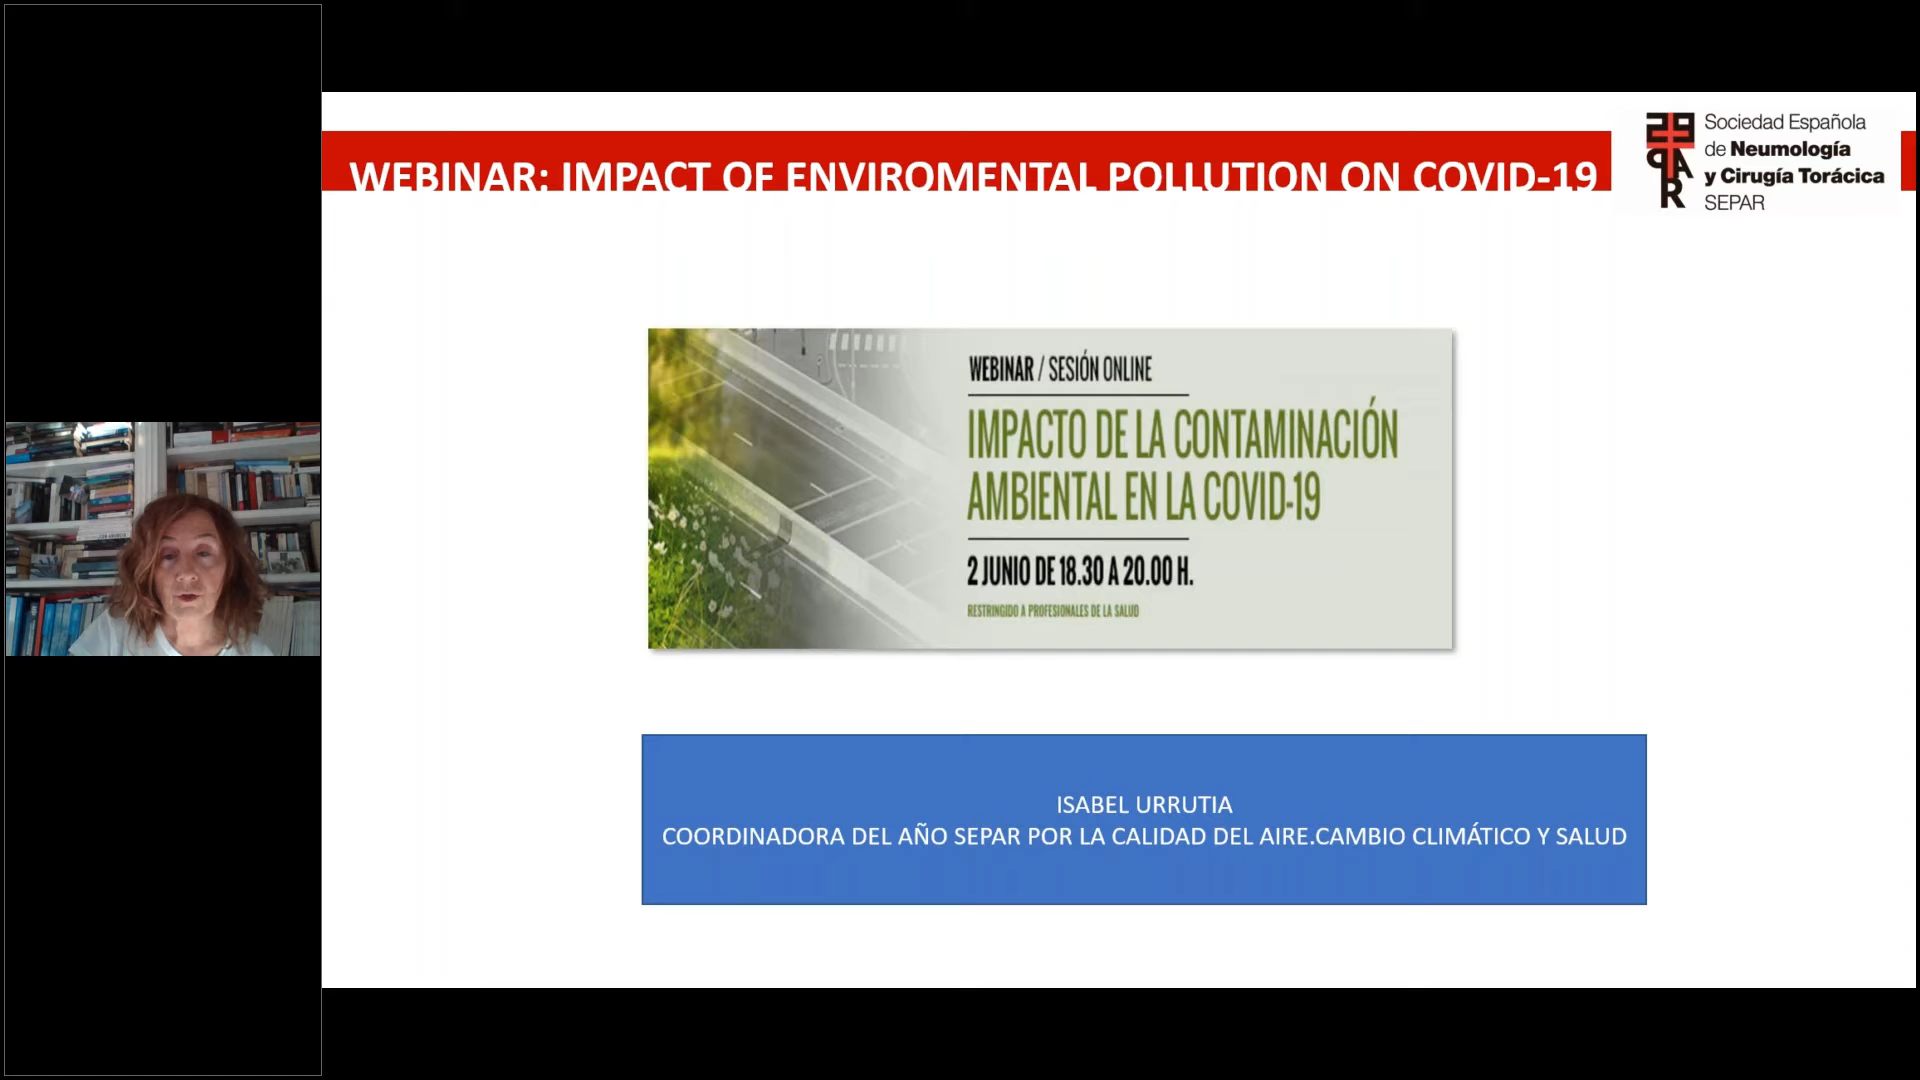 WEBINAR: IMPACT OF ENVIROMENTAL POLLUTION ON COVID-19
Sociedad Española
de Neumología
y Cirugía Torácica
SEPAR
WEBINAR / SESIÓN ONLINE
IMPACTO DE LA CONTAMINACIÓN
AMBIENTAL EN LA COVID-19
2 JUNIO DE 18.30 A 20.00 H.
RESTRINGIDO A PROFESIONALES DE LA SALUD
ISABEL URRUTIA
COORDINADORA DEL AÑO SEPAR POR LA CALIDAD DEL AIRE.CAMBIO CLIMÁTICO Y SALUD